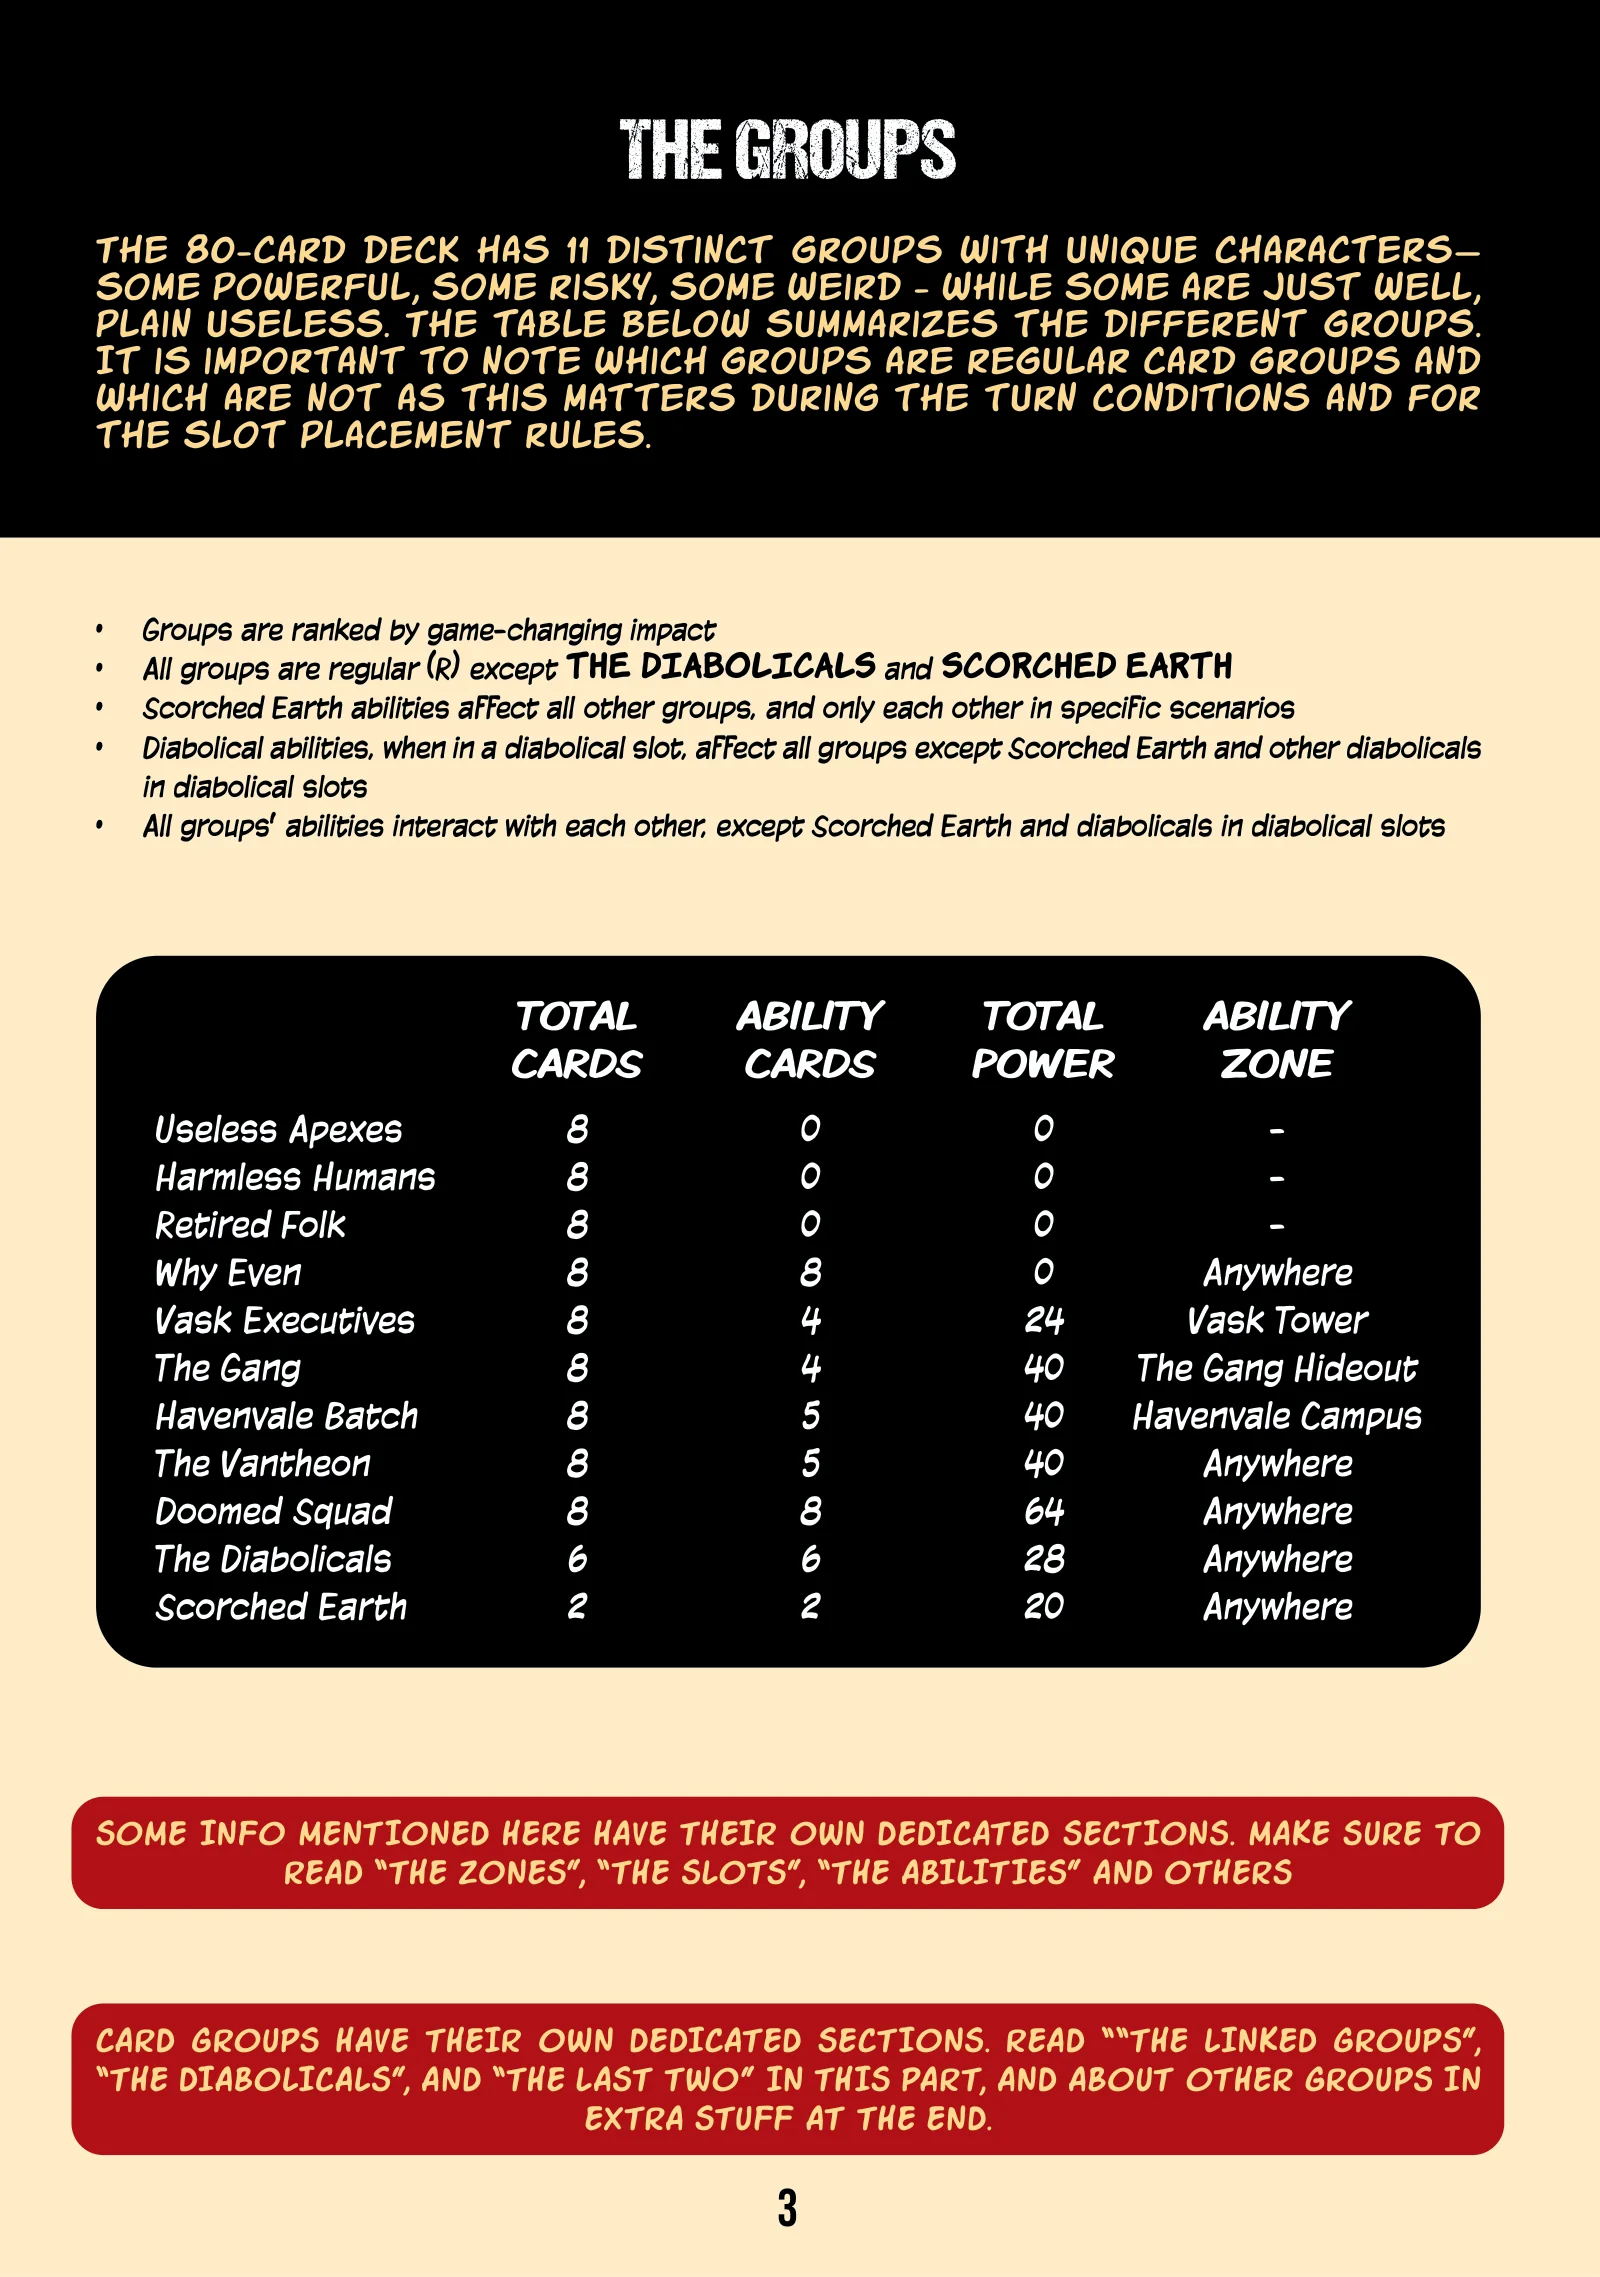 THE GROUPS
THE 80-CARD DECK HAS 11 DISTINCT GROUPS WITH UNIQUE CHARACTERS—
SOME POWERFUL, SOME RISKY, SOME WEIRD - WHILE SOME ARE JUST WELL,
PLAIN USELESS. THE TABLE BELOW SUMMARIZES THE DIFFERENT GROUPS.
IT IS IMPORTANT TO NOTE WHICH GROUPS ARE REGULAR CARD GROUPS AND
WHICH ARE NOT AS THIS MATTERS DURING THE TURN CONDITIONS AND FOR
THE SLOT PLACEMENT RULES.
• Groups are ranked by game-changing impact
• All groups are regular (R) except THE DIABOLICALS and SCORCHED EARTH
• Scorched Earth abilities affect all other groups, and only each other in specific scenarios
• Diabolical abilities, when in a diabolical slot, affect all groups except Scorched Earth and other diabolicals
in diabolical slots
• All groups' abilities interact with each other, except Scorched Earth and diabolicals in diabolical slots
TOTAL ABILITY TOTAL ABILITY
CARDS CARDS POWER ZONE
Useless Apexes 8 0 0 -
Harmless Humans 8 0 0 -
Retired Folk 8 0 0 -
Why Even 8 8 0 Anywhere
Vask Executives 8 4 24 Vask Tower
The Gang 8 4 40 The Gang Hideout
Havenvale Batch 8 5 40 Havenvale Campus
The Vantheon 8 5 40 Anywhere
Doomed Squad 8 8 64 Anywhere
The Diabolicals 6 6 28 Anywhere
Scorched Earth 2 2 20 Anywhere
SOME INFO MENTIONED HERE HAVE THEIR OWN DEDICATED SECTIONS. MAKE SURE TO
READ “THE ZONES”, “THE SLOTS”, “THE ABILITIES” AND OTHERS
CARD GROUPS HAVE THEIR OWN DEDICATED SECTIONS. READ ““THE LINKED GROUPS”,
“THE DIABOLICALS”, AND “THE LAST TWO” IN THIS PART, AND ABOUT OTHER GROUPS IN
EXTRA STUFF AT THE END.
3